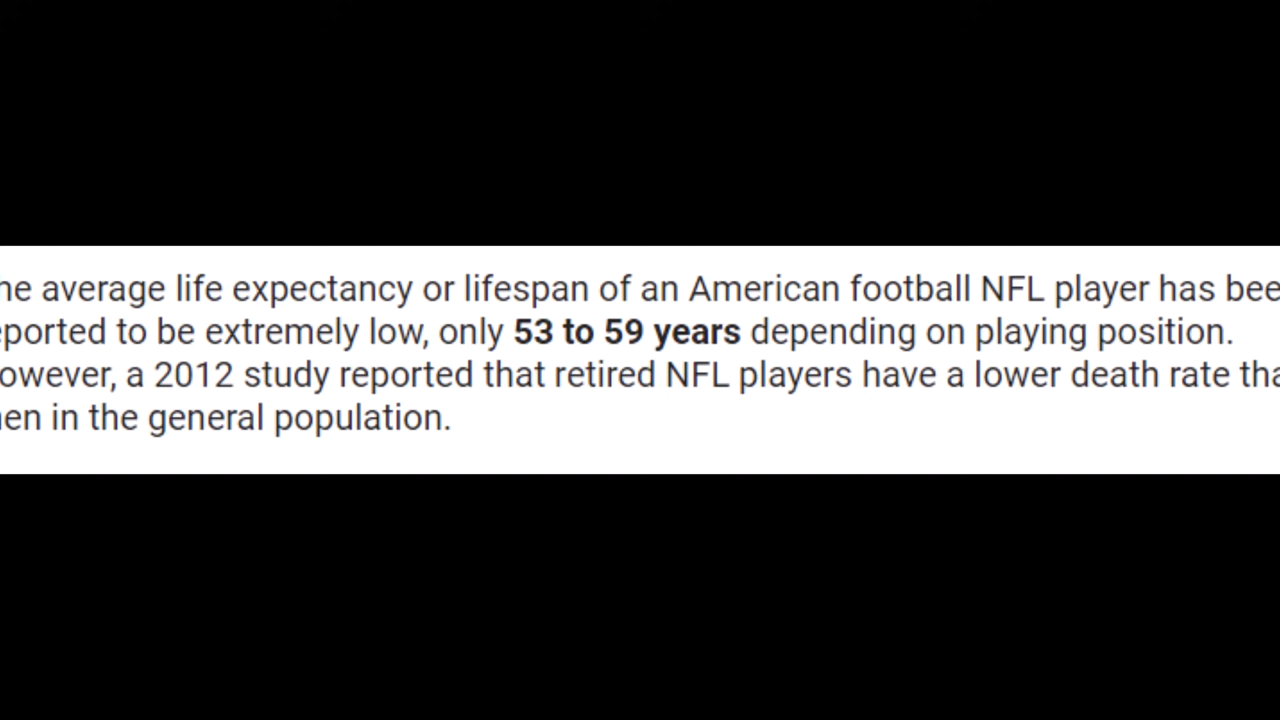 he average life expectancy or lifespan of an American football NFL player has bee
eported to be extremely low, only 53 to 59 years depending on playing position.
owever, a 2012 study reported that retired NFL players have a lower death rate tha
en in the general population.